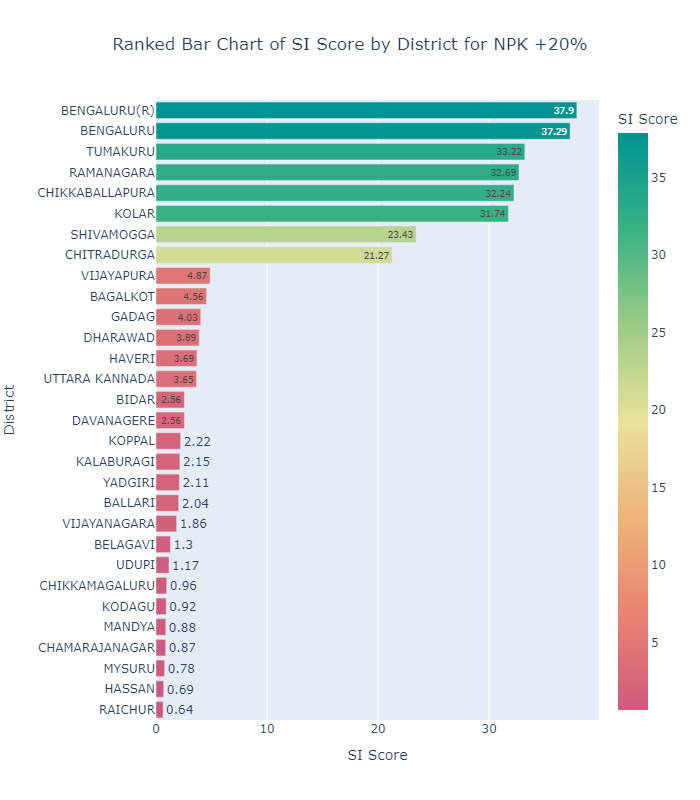 Ranked Bar Chart of SI Score by District for NPK +20%
SI Score
BENGALURU(R) 37.9
BENGALURU 37.29
TUMAKURU 33.22
RAMANAGARA 32.69
CHIKKABALLAPURA 32.24
KOLAR 31.74
SHIVAMOGGA 23.43
CHITRADURGA 21.27
VIJAYAPURA 4.87
BAGALKOT 4.56
GADAG 4.03
DHARAWAD 3.89
HAVERI 3.69
UTTARA KANNADA 3.65
BIDAR 2.56
DAVANAGERE 2.56
KOPPAL 2.22
KALABURAGI 2.15
YADGIRI 2.11
BALLARI 2.04
VIJAYANAGARA 1.86
BELAGAVI 1.3
UDUPI 1.17
CHIKKAMAGALURU 0.96
KODAGU 0.92
MANDYA 0.88
CHAMARAJANAGAR 0.87
MYSURU 0.78
HASSAN 0.69
RAICHUR 0.64
District
0 10 20 30
SI Score
35
30
25
20
15
10
5